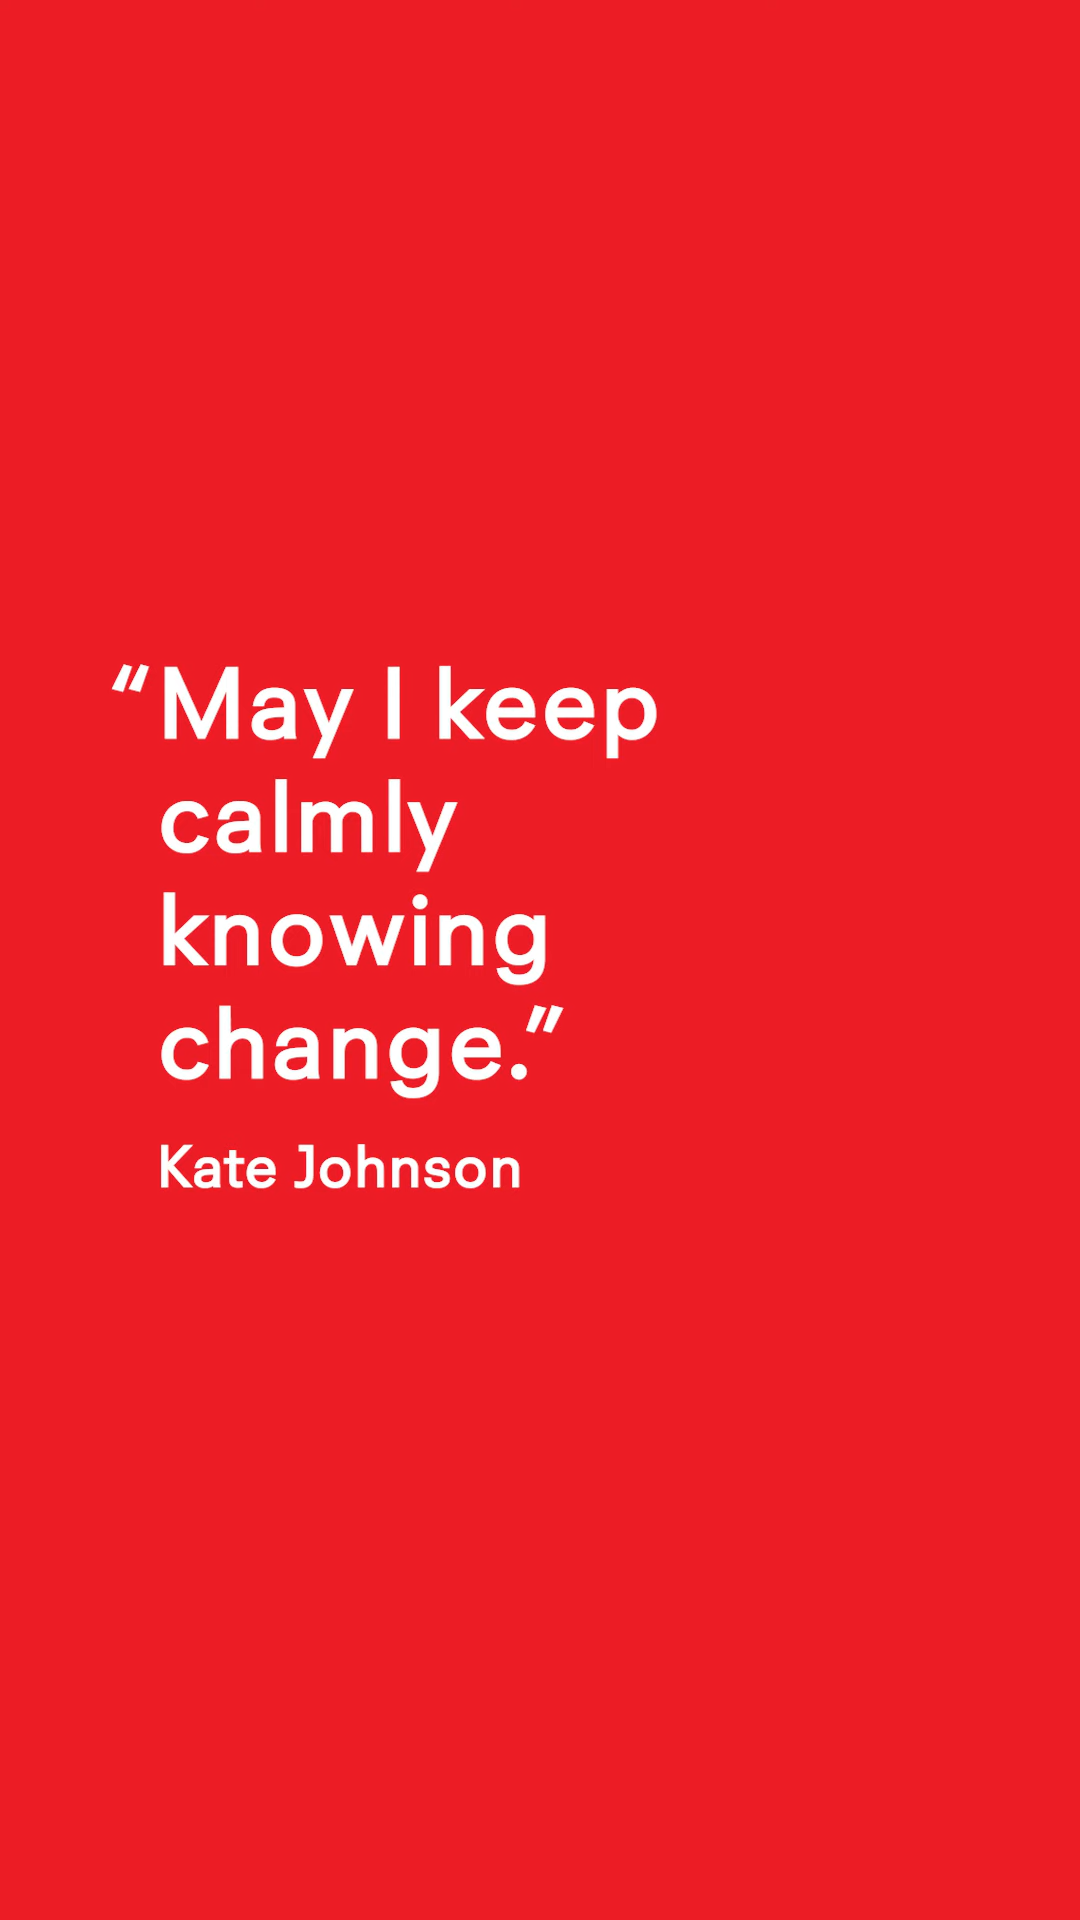 “May I keep
calmly
knowing
change.”
Kate Johnson